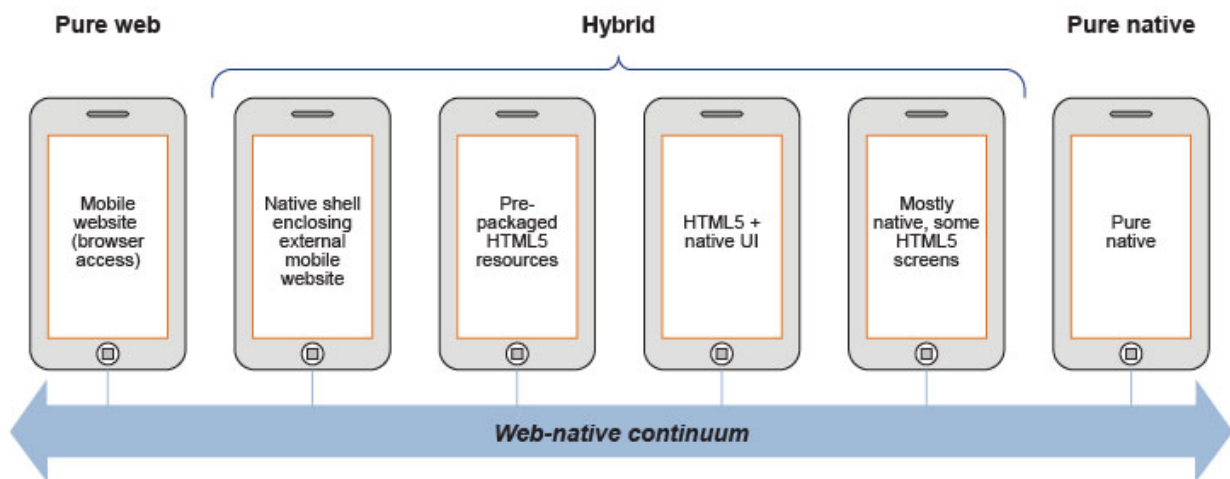 Pure web
Hybrid
Pure native
Mobile
website
(browser
access)
Native shell
enclosing
external
mobile
website
Pre-
packaged
HTML5
resources
HTML5 +
native UI
Mostly
native, some
HTML5
screens
Pure
native
Web-native continuum